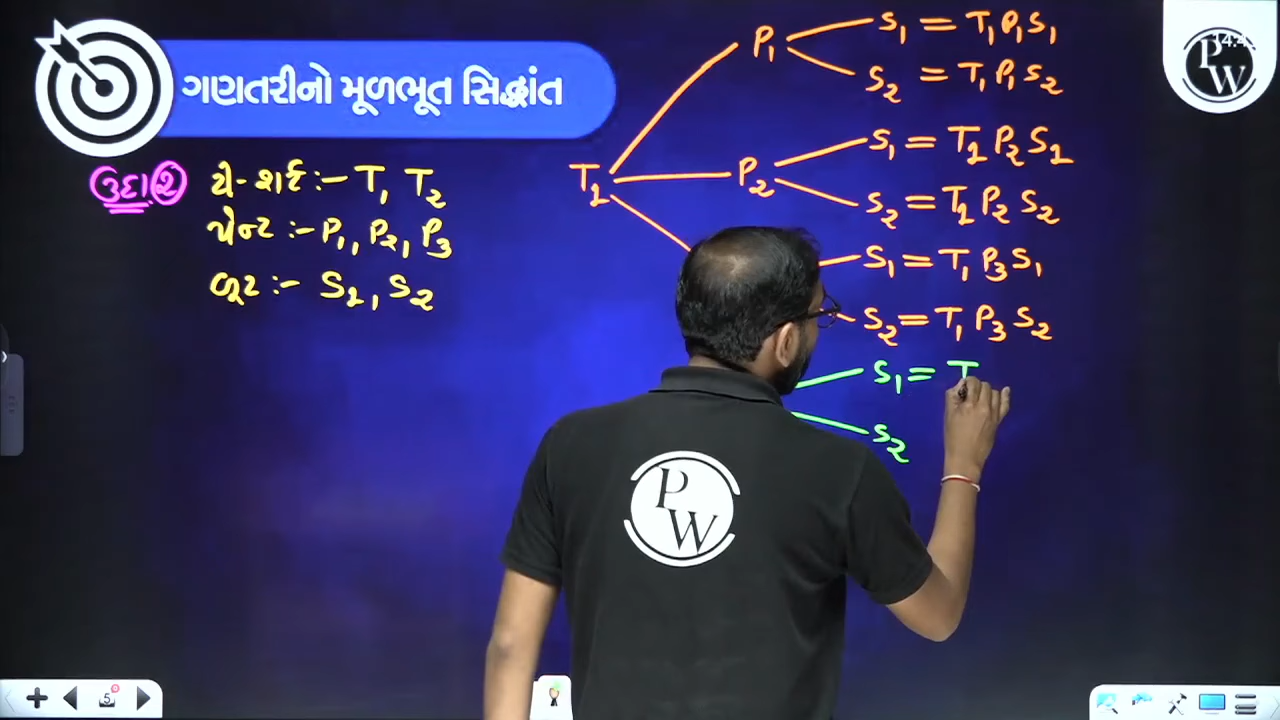 ગણતરીનો મૂળભૂત સિદ્ધાંત
ઉદા.૨ ટી-શર્ટ :- T₁ T₂
પેન્ટ :- P₁, P₂, P₃
બૂટ :- S₁, S₂
T₁
P₁
S₁ = T₁P₁S₁
S₂ = T₁P₁S₂
P₂
S₁ = T₁P₂S₁
S₂ = T₁P₂S₂
S₁ = T₁P₃S₁
S₂ = T₁P₃S₂
S₁ = T
S₂
PW
PW
5